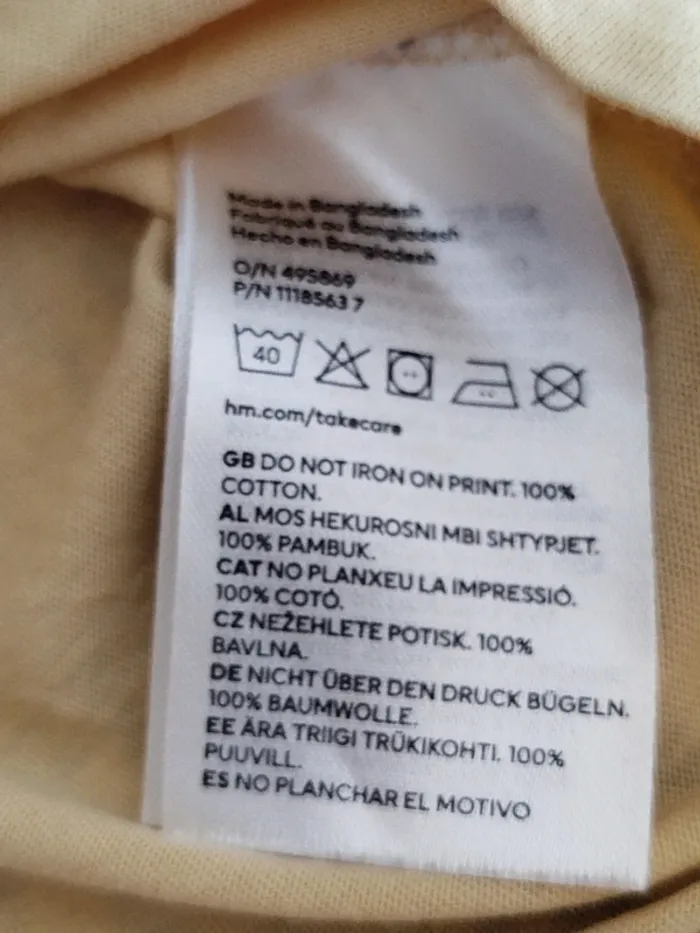 Made in Bangladesh
Fabriqué au Bangladesh
Hecho en Bangladesh
O/N 495869
P/N 1118563 7
40
hm.com/takecare
GB DO NOT IRON ON PRINT. 100%
COTTON.
AL MOS HEKUROSNI MBI SHTYPJET.
100% PAMBUK.
CAT NO PLANXEU LA IMPRESSIÓ.
100% COTÓ.
CZ NEŽEHLETE POTISK. 100%
BAVLNA.
DE NICHT ÜBER DEN DRUCK BÜGELN.
100% BAUMWOLLE.
EE ÄRA TRIIGI TRÜKIKOHTI. 100%
PUUVILL.
ES NO PLANCHAR EL MOTIVO